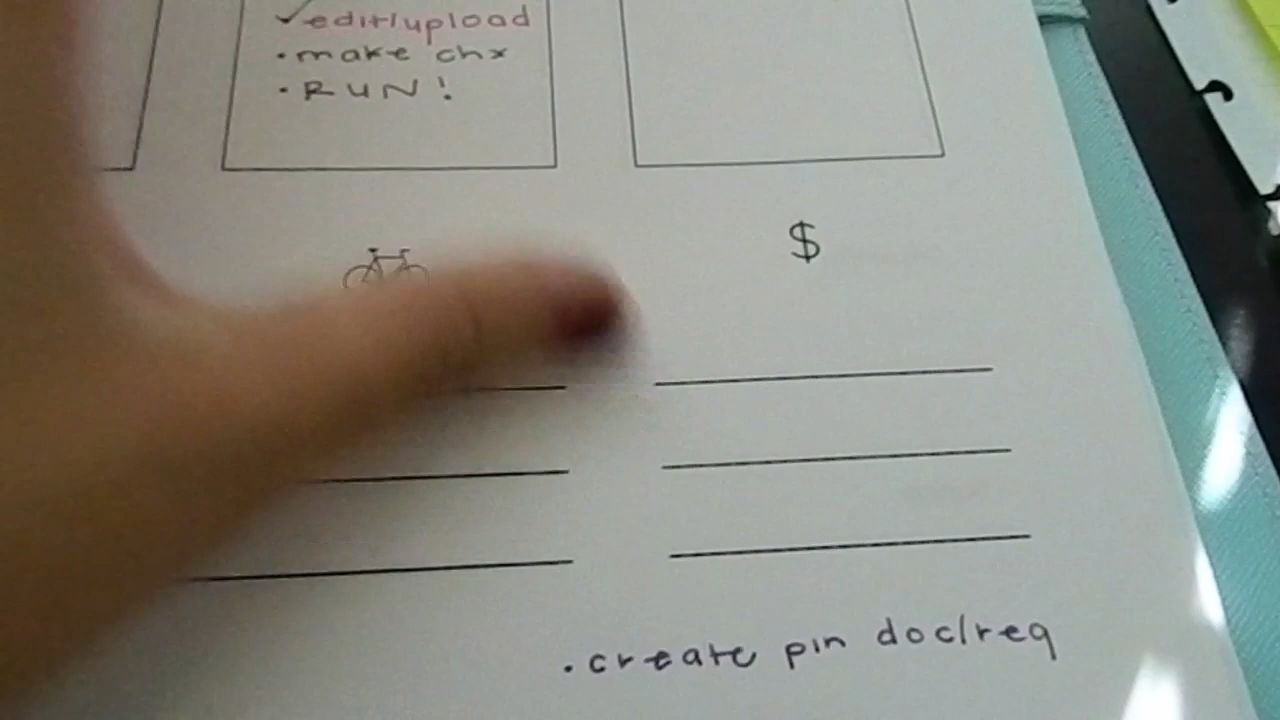 ✓edit/upload
•make chx
•RUN!
$
•create pin doc/req